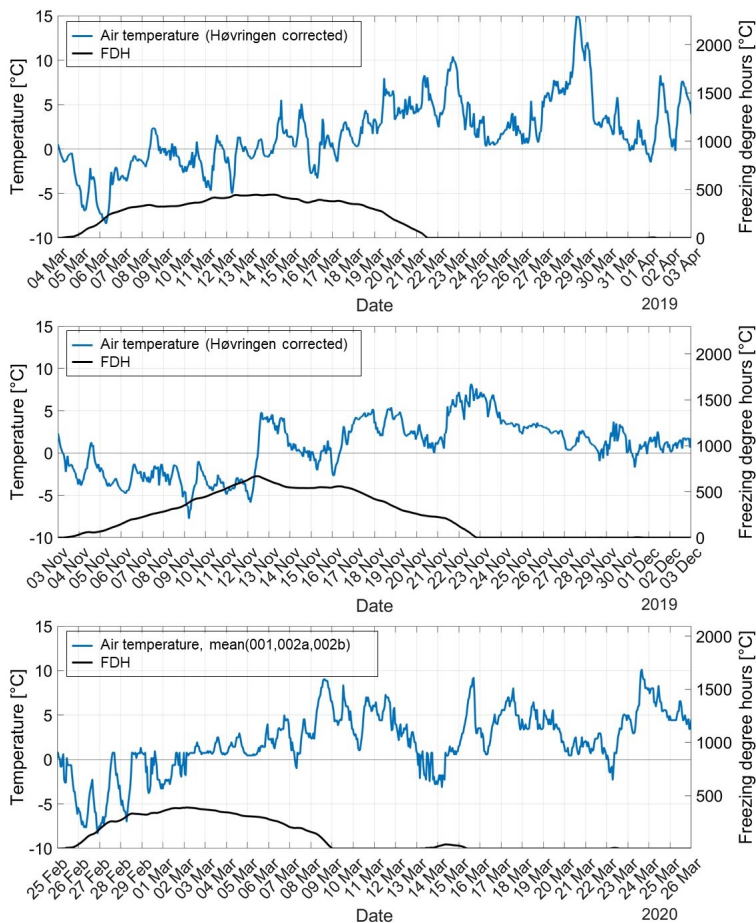 15
10
5
0
-5
-10
Temperature [°C]
Air temperature (Høvringen corrected)
FDH
2000
1500
1000
500
0
Freezing degree hours [°C]
04 Mar
05 Mar
06 Mar
07 Mar
08 Mar
09 Mar
10 Mar
11 Mar
12 Mar
13 Mar
14 Mar
15 Mar
16 Mar
17 Mar
18 Mar
19 Mar
20 Mar
21 Mar
22 Mar
23 Mar
24 Mar
25 Mar
26 Mar
27 Mar
28 Mar
29 Mar
30 Mar
31 Mar
01 Apr
02 Apr
03 Apr
Date
2019
15
10
5
0
-5
-10
Temperature [°C]
Air temperature (Høvringen corrected)
FDH
2000
1500
1000
500
0
Freezing degree hours [°C]
03 Nov
04 Nov
05 Nov
06 Nov
07 Nov
08 Nov
09 Nov
10 Nov
11 Nov
12 Nov
13 Nov
14 Nov
15 Nov
16 Nov
17 Nov
18 Nov
19 Nov
20 Nov
21 Nov
22 Nov
23 Nov
24 Nov
25 Nov
26 Nov
27 Nov
28 Nov
29 Nov
30 Nov
01 Dec
02 Dec
03 Dec
Date
2019
15
10
5
0
-5
-10
Temperature [°C]
Air temperature, mean(001,002a,002b)
FDH
2000
1500
1000
500
Freezing degree hours [°C]
25 Feb
26 Feb
27 Feb
28 Feb
29 Feb
01 Mar
02 Mar
03 Mar
04 Mar
05 Mar
06 Mar
07 Mar
08 Mar
09 Mar
10 Mar
11 Mar
12 Mar
13 Mar
14 Mar
15 Mar
16 Mar
17 Mar
18 Mar
19 Mar
20 Mar
21 Mar
22 Mar
23 Mar
24 Mar
25 Mar
26 Mar
Date
2020